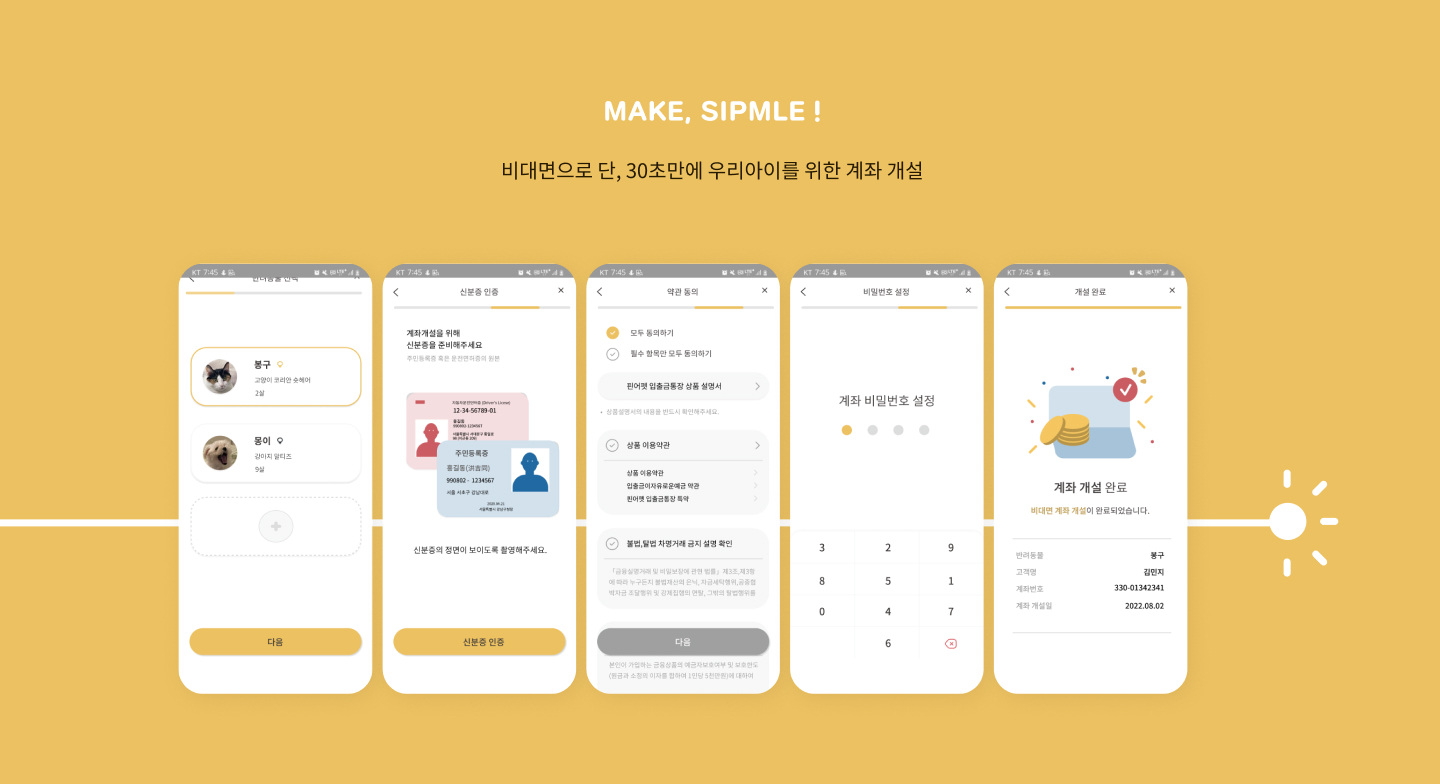 MAKE, SIPMLE !
비대면으로 단, 30초만에 우리아이를 위한 계좌 개설
KT 7:45
반려동물 선택
봉구
고양이 코리안 숏헤어
2살
몽이
강아지 말티즈
9살
다음
KT 7:45
신분증 인증
계좌개설을 위해
신분증을 준비해주세요
주민등록증 혹은 운전면허증의 원본
자동차운전면허증 (Driver's License)
12-34-56789-01
홍길동
990802-1234567
주민등록증
홍길동(洪吉同)
990802 - 1234567
서울 서초구 강남대로
신분증의 정면이 보이도록 촬영해주세요.
신분증 인증
KT 7:45
약관 동의
모두 동의하기
필수 항목만 모두 동의하기
핀어펫 입출금통장 상품 설명서
• 상품설명서의 내용을 반드시 확인해주세요.
상품 이용약관
상품 이용약관
입출금이자유로운예금 약관
핀어펫 입출금통장 특약
불법,탈법 차명거래 금지 설명 확인
「금융실명거래 및 비밀보장에 관한 법률」 제3조,제3항
에 따라 누구든지 불법재산의 은닉, 자금세탁행위,공중협
박자금 조달행위 및 강제집행의 면탈, 그밖의 탈법행위를
다음
본인이 가입하는 금융상품의 예금자보호여부 및 보호한도
(원금과 소정의 이자를 합하여 1인당 5천만원)에 대하여
KT 7:45
비밀번호 설정
계좌 비밀번호 설정
3 2 9
8 5 1
0 4 7
6
KT 7:45
개설 완료
계좌 개설 완료
비대면 계좌 개설이 완료되었습니다.
반려동물 봉구
고객명 김민지
계좌번호 330-01342341
계좌 개설일 2022.08.02